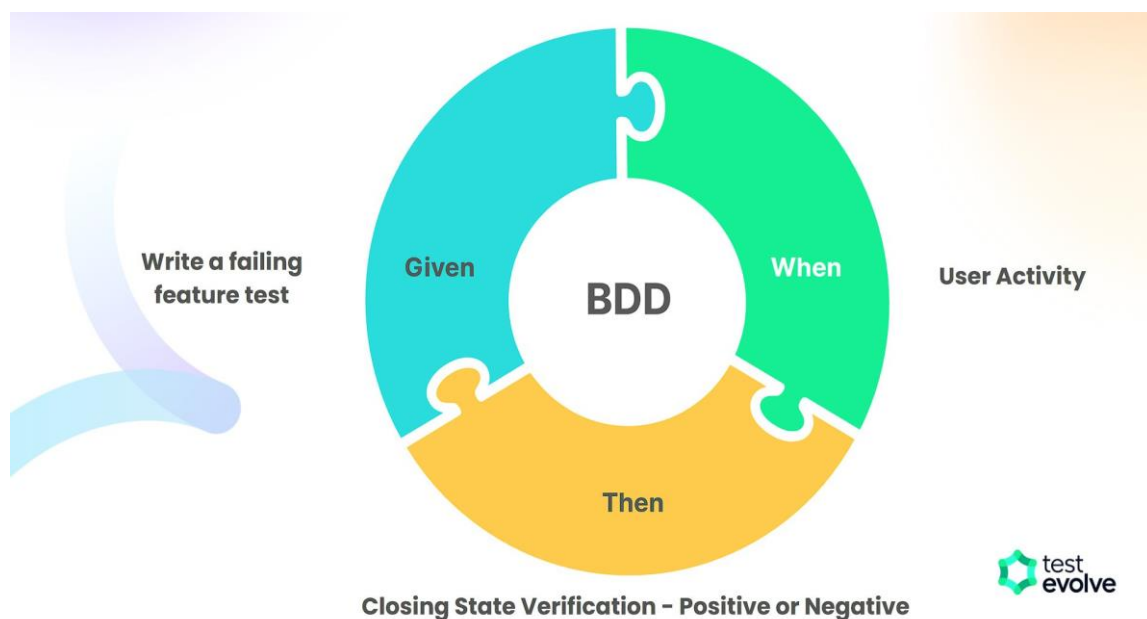 Write a failing
feature test
Given
BDD
When
User Activity
Then
Closing State Verification - Positive or Negative
test
evolve